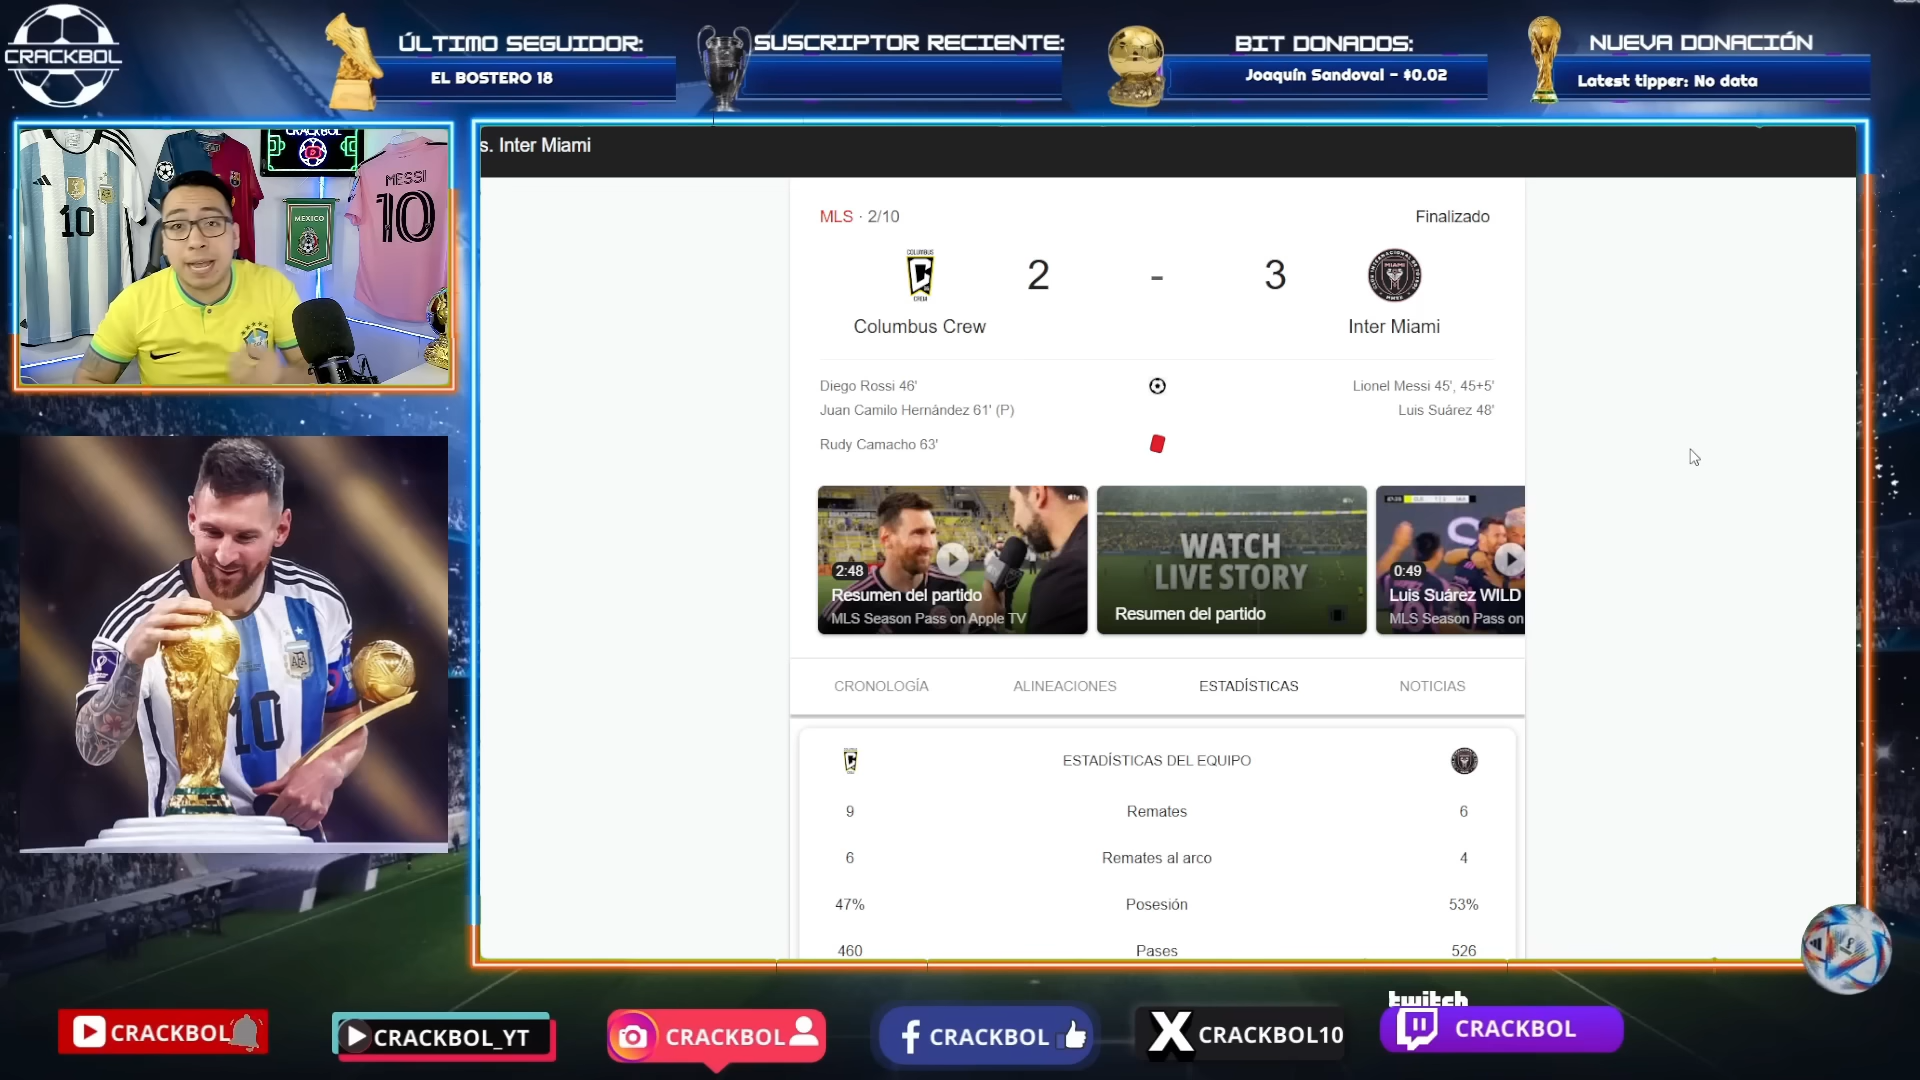 CRACKBOL
ÚLTIMO SEGUIDOR:
EL BOSTERO 18
SUSCRIPTOR RECIENTE:
BIT DONADOS:
Joaquín Sandoval - $0.02
NUEVA DONACIÓN
Latest tipper: No data
CRACKBOL
10
MEXICO
MESSI
10
s. Inter Miami
MLS · 2/10
Finalizado
2 - 3
Columbus Crew
Inter Miami
Diego Rossi 46'
Lionel Messi 45', 45+5'
Juan Camilo Hernández 61' (P)
Luis Suárez 48'
Rudy Camacho 63'
2:48
Resumen del partido
MLS Season Pass on Apple TV
WATCH
LIVE STORY
Resumen del partido
0:49
Luis Suárez WILD
MLS Season Pass on
CRONOLOGÍA
ALINEACIONES
ESTADÍSTICAS
NOTICIAS
ESTADÍSTICAS DEL EQUIPO
9 Remates 6
6 Remates al arco 4
47% Posesión 53%
460 Pases 526
AFA
10
CRACKBOL
CRACKBOL_YT
CRACKBOL
CRACKBOL
CRACKBOL10
twitch
CRACKBOL